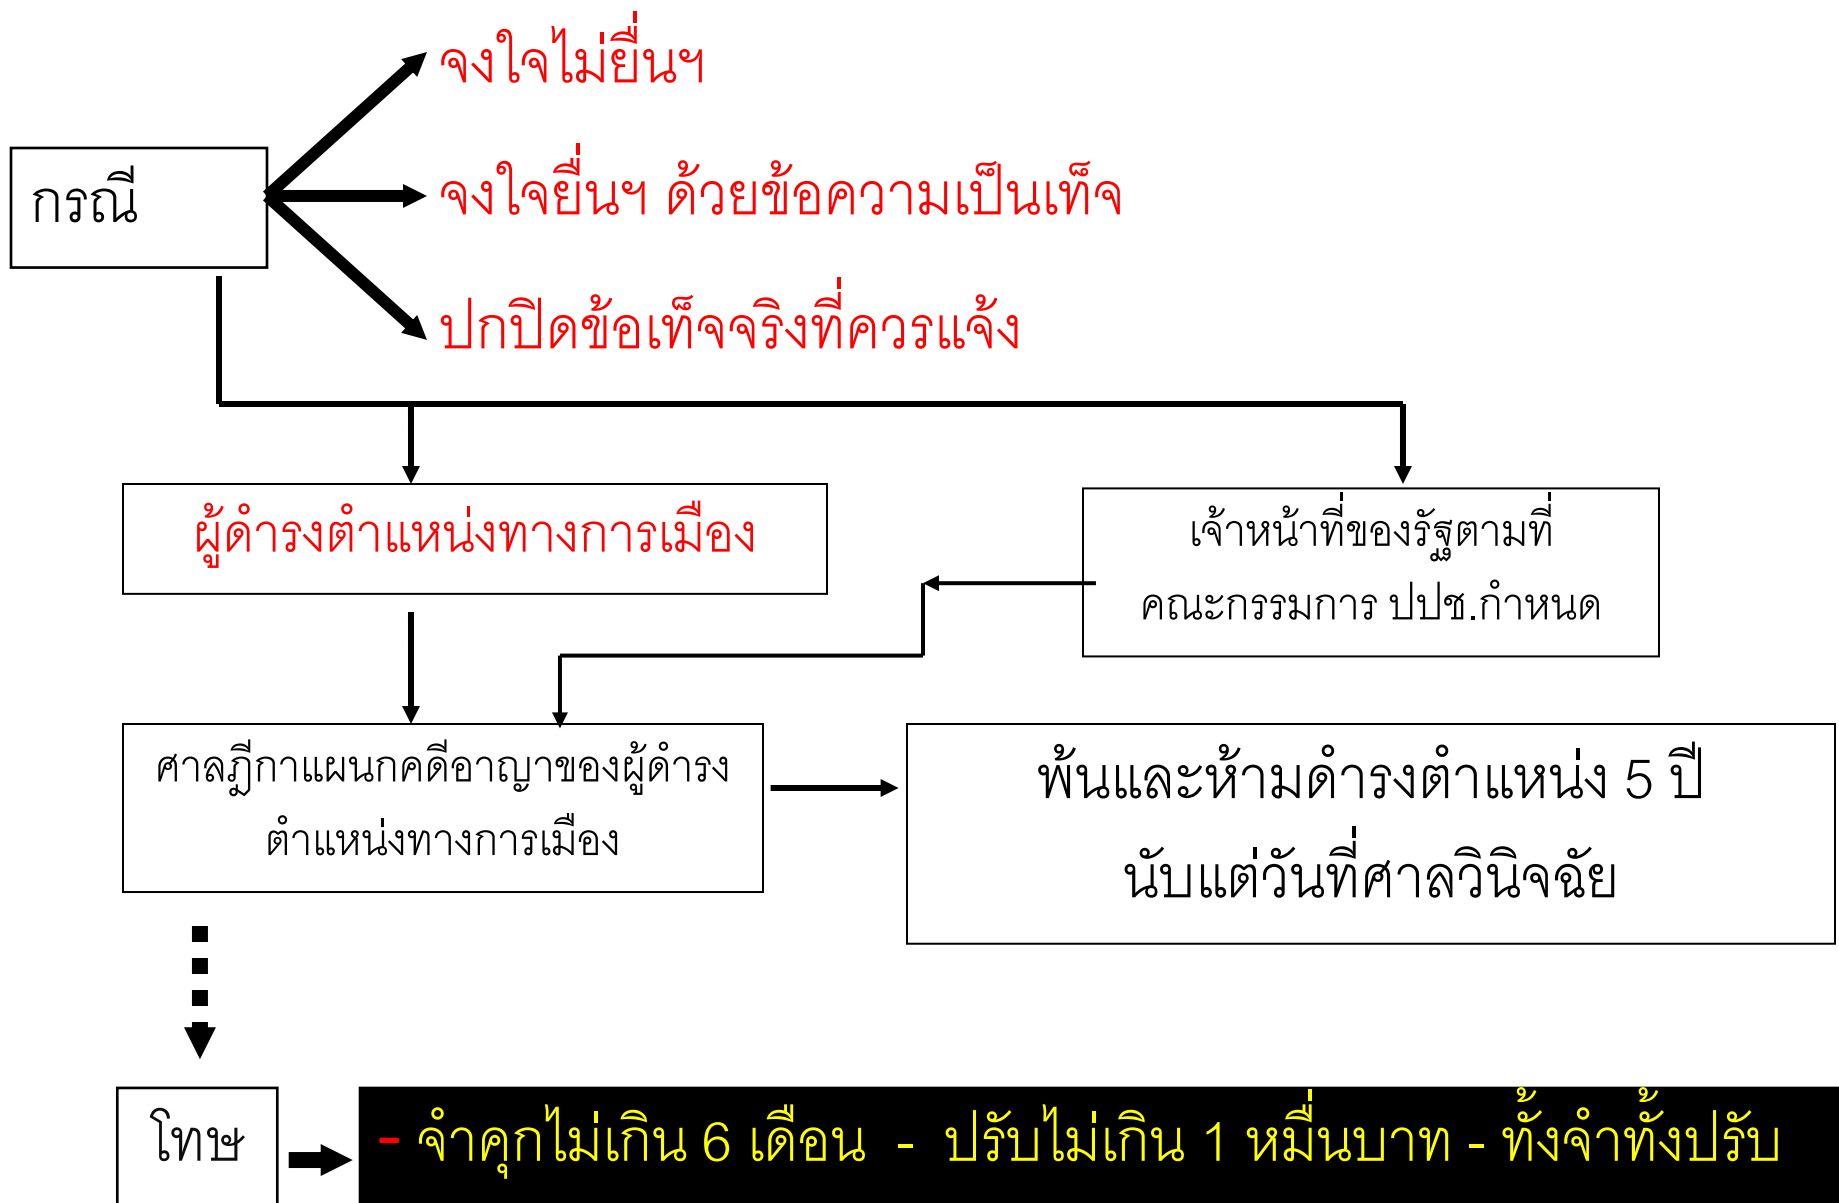 จงใจไม่ยื่นฯ
กรณี
จงใจยื่นฯ ด้วยข้อความเป็นเท็จ
ปกปิดข้อเท็จจริงที่ควรแจ้ง
ผู้ดำรงตำแหน่งทางการเมือง
เจ้าหน้าที่ของรัฐตามที่
คณะกรรมการ ปปช.กำหนด
ศาลฎีกาแผนกคดีอาญาของผู้ดำรง
ตำแหน่งทางการเมือง
พ้นและห้ามดำรงตำแหน่ง 5 ปี
นับแต่วันที่ศาลวินิจฉัย
โทษ
- จำคุกไม่เกิน 6 เดือน - ปรับไม่เกิน 1 หมื่นบาท - ทั้งจำทั้งปรับ